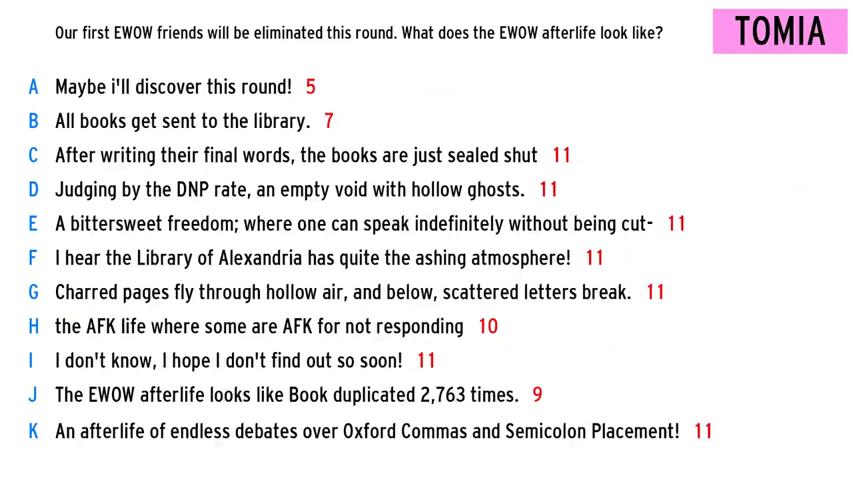 Our first EWOW friends will be eliminated this round. What does the EWOW afterlife look like?
TOMIA
A Maybe i'll discover this round! 5
B All books get sent to the library. 7
C After writing their final words, the books are just sealed shut 11
D Judging by the DNP rate, an empty void with hollow ghosts. 11
E A bittersweet freedom; where one can speak indefinitely without being cut- 11
F I hear the Library of Alexandria has quite the ashing atmosphere! 11
G Charred pages fly through hollow air, and below, scattered letters break. 11
H the AFK life where some are AFK for not responding 10
I I don't know, I hope I don't find out so soon! 11
J The EWOW afterlife looks like Book duplicated 2,763 times. 9
K An afterlife of endless debates over Oxford Commas and Semicolon Placement! 11